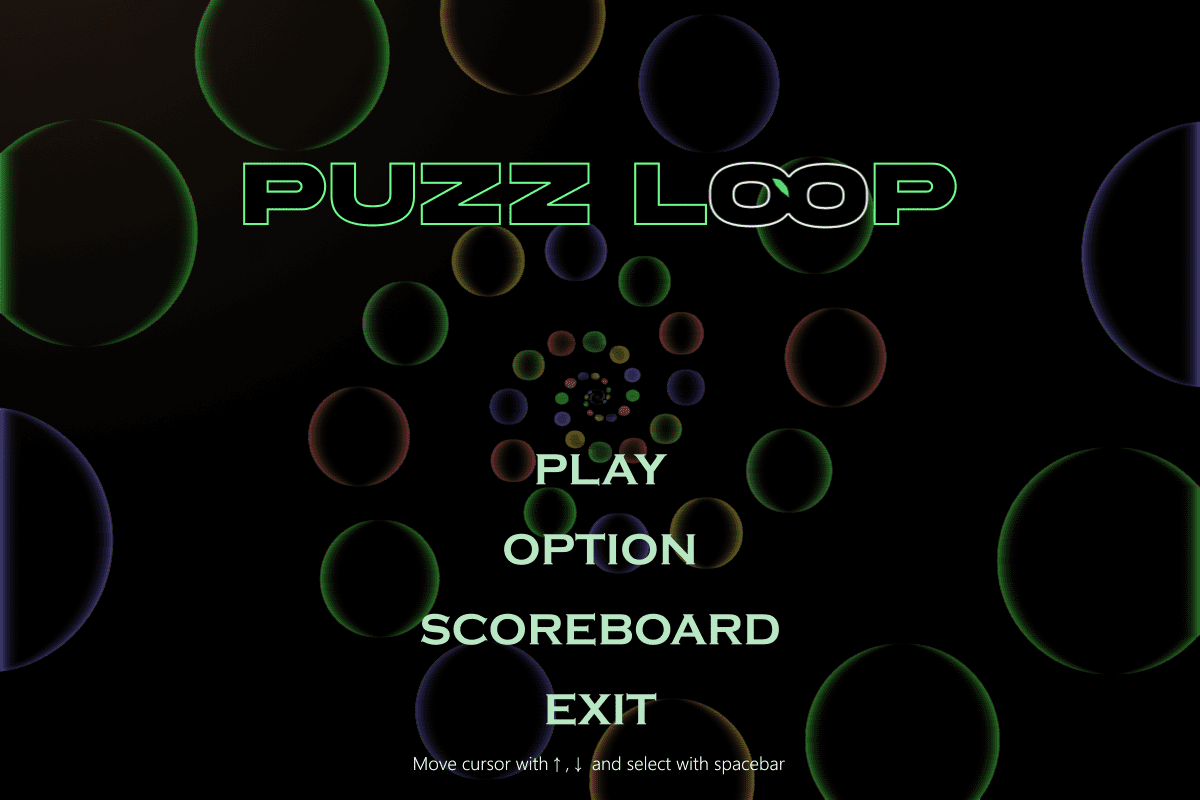 PUZZ LOOP
PLAY
OPTION
SCOREBOARD
EXIT
Move cursor with ↑ , ↓ and select with spacebar